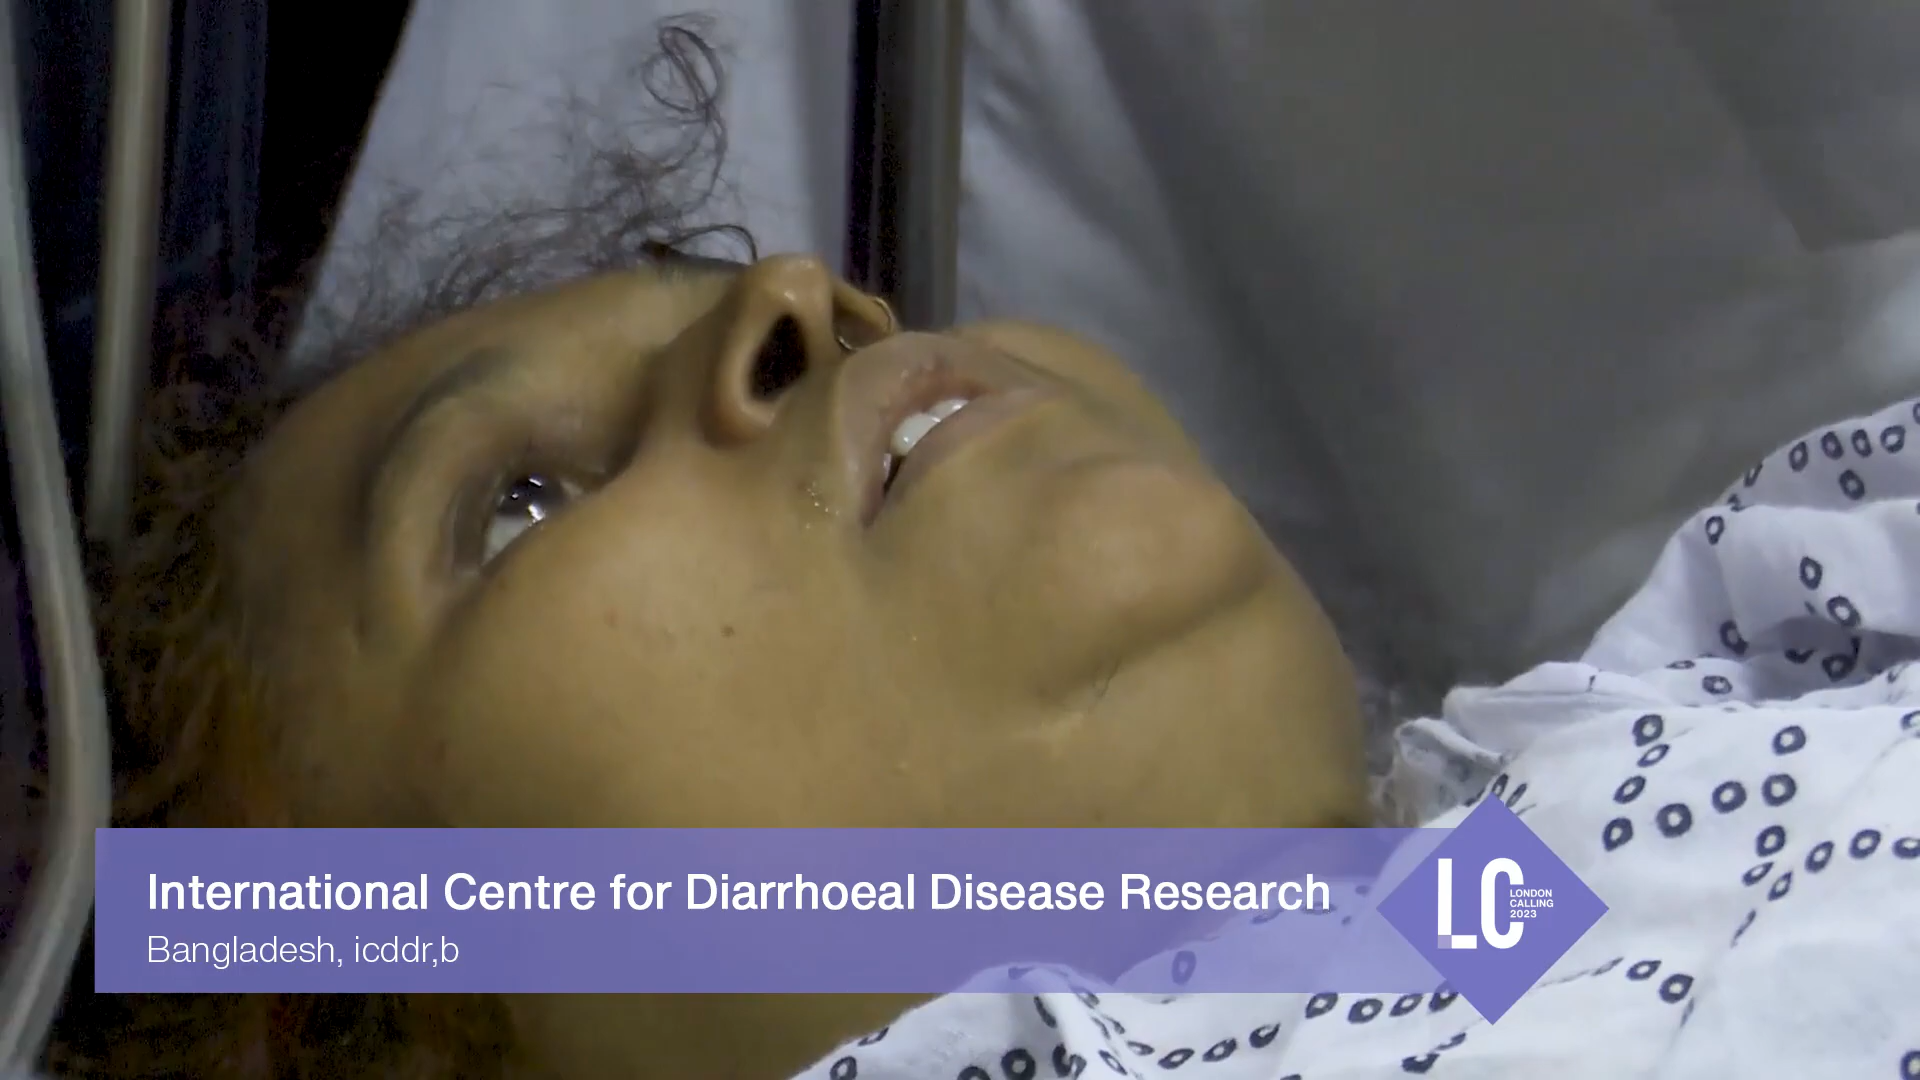 International Centre for Diarrhoeal Disease Research
Bangladesh, icddr,b
LC
LONDON
CALLING
2023